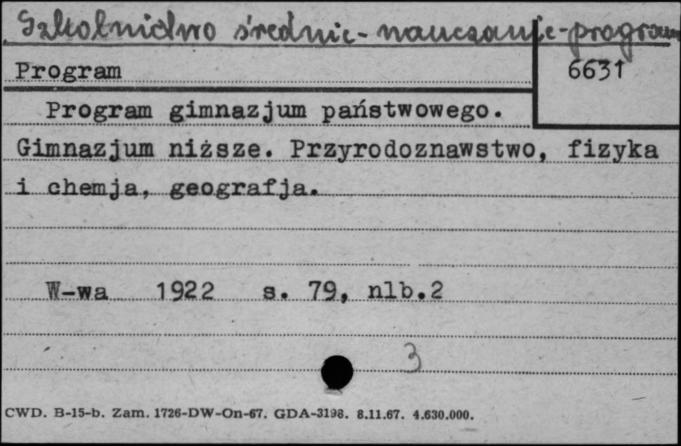 Szkolnictwo średnie - nauczanie - program
Program
6631
Program gimnazjum państwowego.
Gimnazjum niższe. Przyrodoznawstwo, fizyka
i chemja, geografja.
W-wa 1922 s. 79, nlb.2
3
CWD. B-15-b. Zam. 1726-DW-On-67. GDA-3198. 8.11.67. 4.630.000.